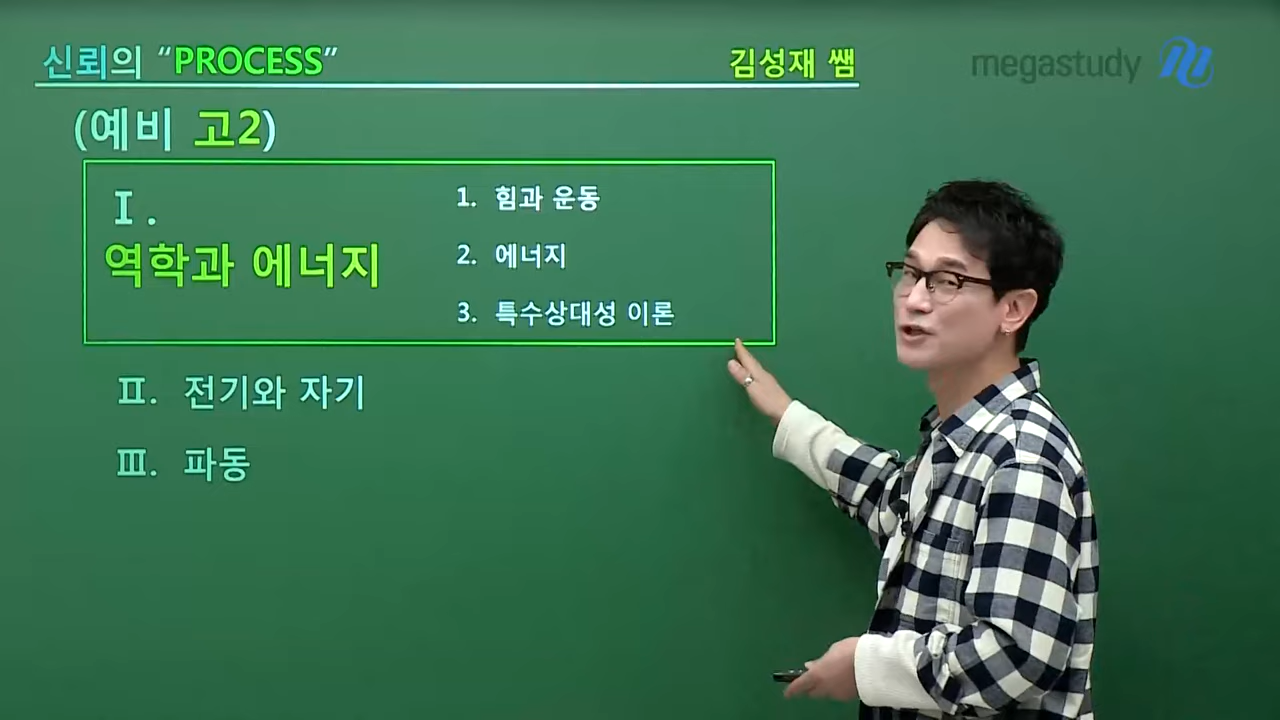 신뢰의 “PROCESS”
김성재 쌤
megastudy
(예비 고2)
Ⅰ.
역학과 에너지
1. 힘과 운동
2. 에너지
3. 특수상대성 이론
Ⅱ. 전기와 자기
Ⅲ. 파동